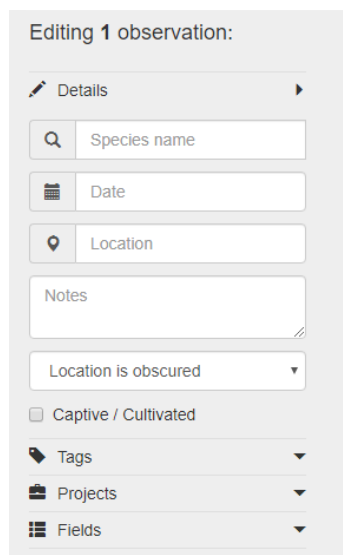 Editing 1 observation:
Details
Species name
Date
Location
Notes
Location is obscured
Captive / Cultivated
Tags
Projects
Fields